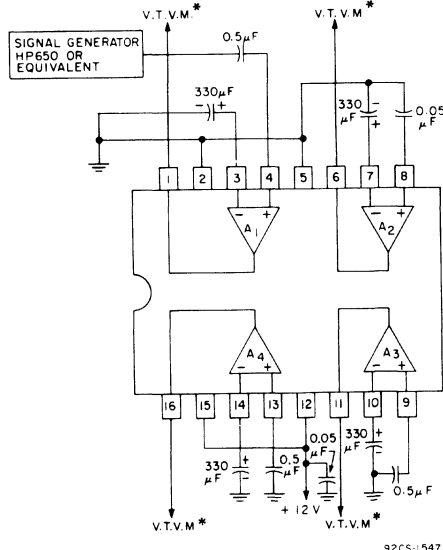 V.T.V.M.*
V.T.V.M*
SIGNAL GENERATOR
HP650 OR
EQUIVALENT
0.5μF
330μF
- +
330
μF
-
+
0.05
μF
1 2 3 4 5 6 7 8
- +
A1
- +
A2
A4
- +
A3
- +
16 15 14 13 12 11 10 9
330
μF
+
-
0.5
μF
0.05
μF
330
μF
+
-
0.5μF
+12V
V.T.V.M*
V.T.V.M*
92CS-1547